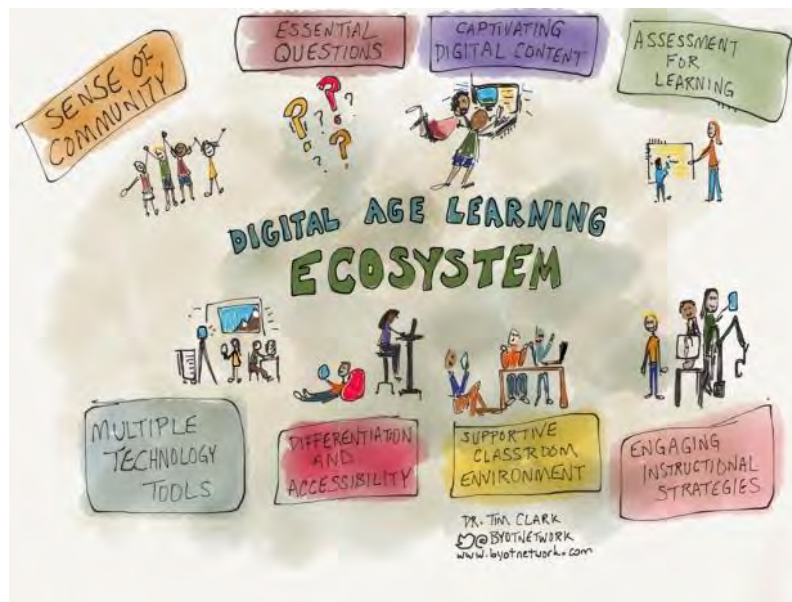 SENSE OF
COMMUNITY
ESSENTIAL
QUESTIONS
CAPTIVATING
DIGITAL CONTENT
ASSESSMENT
FOR
LEARNING
DIGITAL AGE LEARNING
ECOSYSTEM
MULTIPLE
TECHNOLOGY
TOOLS
DIFFERENTIATION
AND
ACCESSIBILITY
SUPPORTIVE
CLASSROOM
ENVIRONMENT
ENGAGING
INSTRUCTIONAL
STRATEGIES
DR. TIM CLARK
@BYOTNETWORK
www.byotnetwork.com